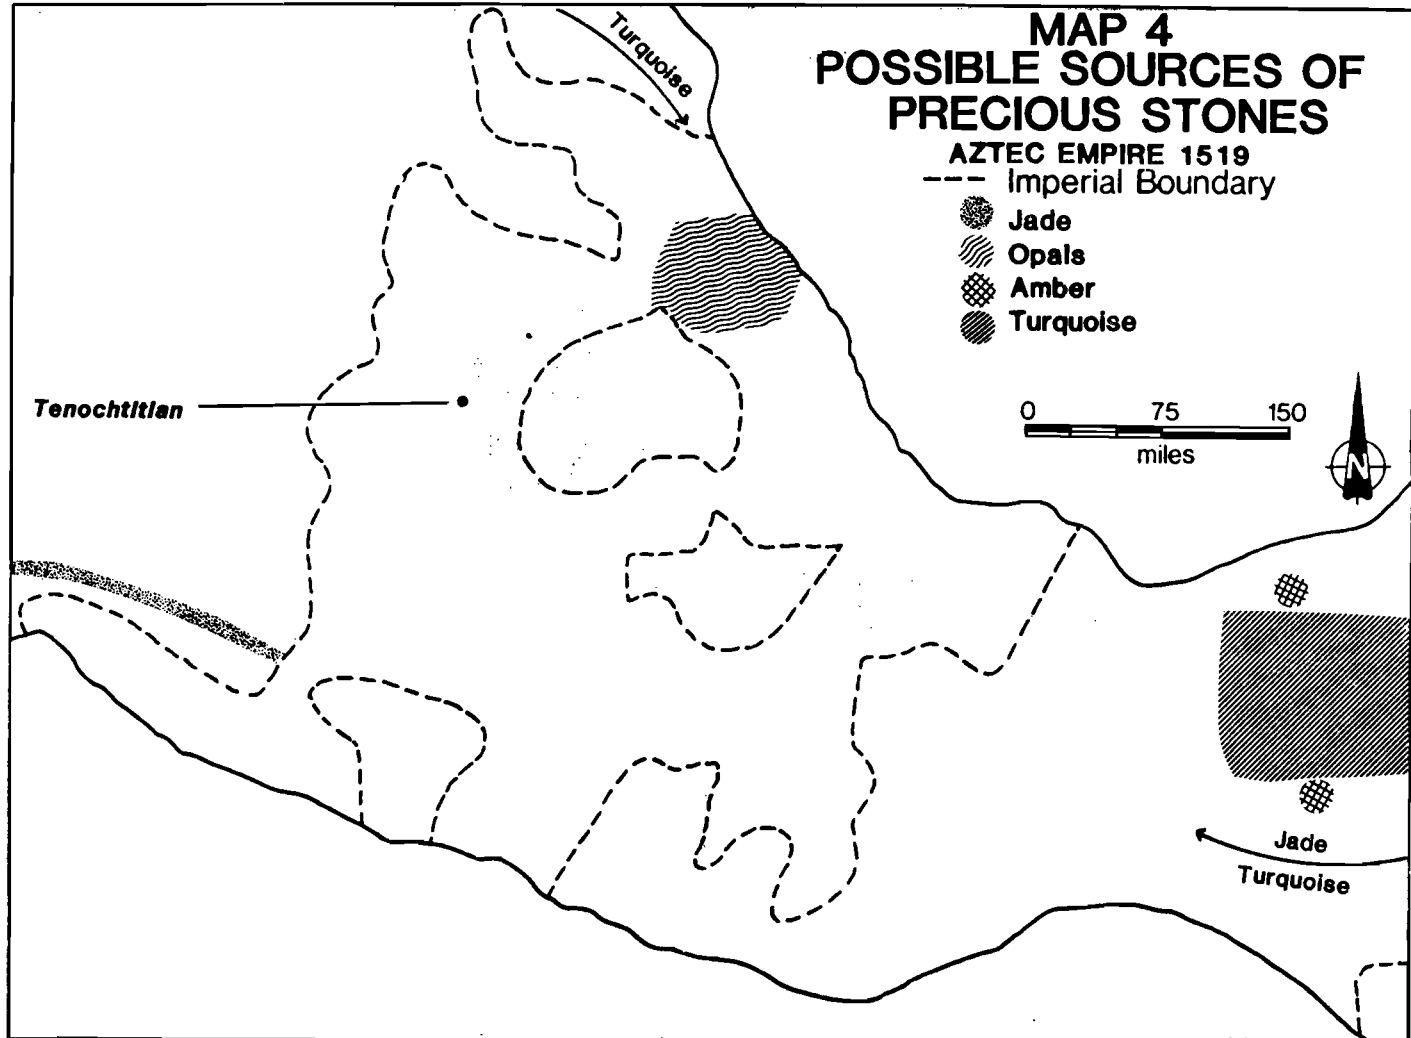 MAP 4
POSSIBLE SOURCES OF
PRECIOUS STONES
AZTEC EMPIRE 1519
Imperial Boundary
Jade
Opals
Amber
Turquoise
0 75 150
miles
N
Turquoise
Tenochtitlan
Jade
Turquoise